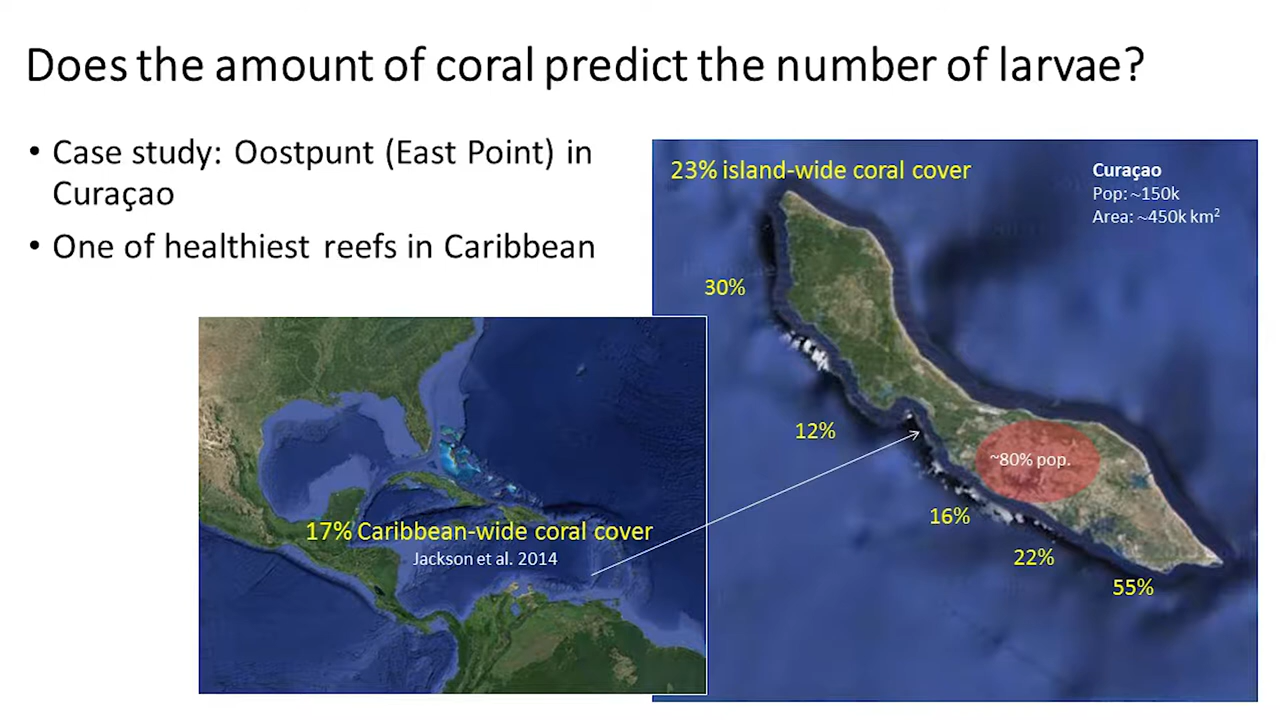 Does the amount of coral predict the number of larvae?
• Case study: Oostpunt (East Point) in
Curaçao
• One of healthiest reefs in Caribbean
23% island-wide coral cover
Curaçao
Pop: ~150k
Area: ~450k km²
30%
12%
~80% pop.
16%
22%
55%
17% Caribbean-wide coral cover
Jackson et al. 2014